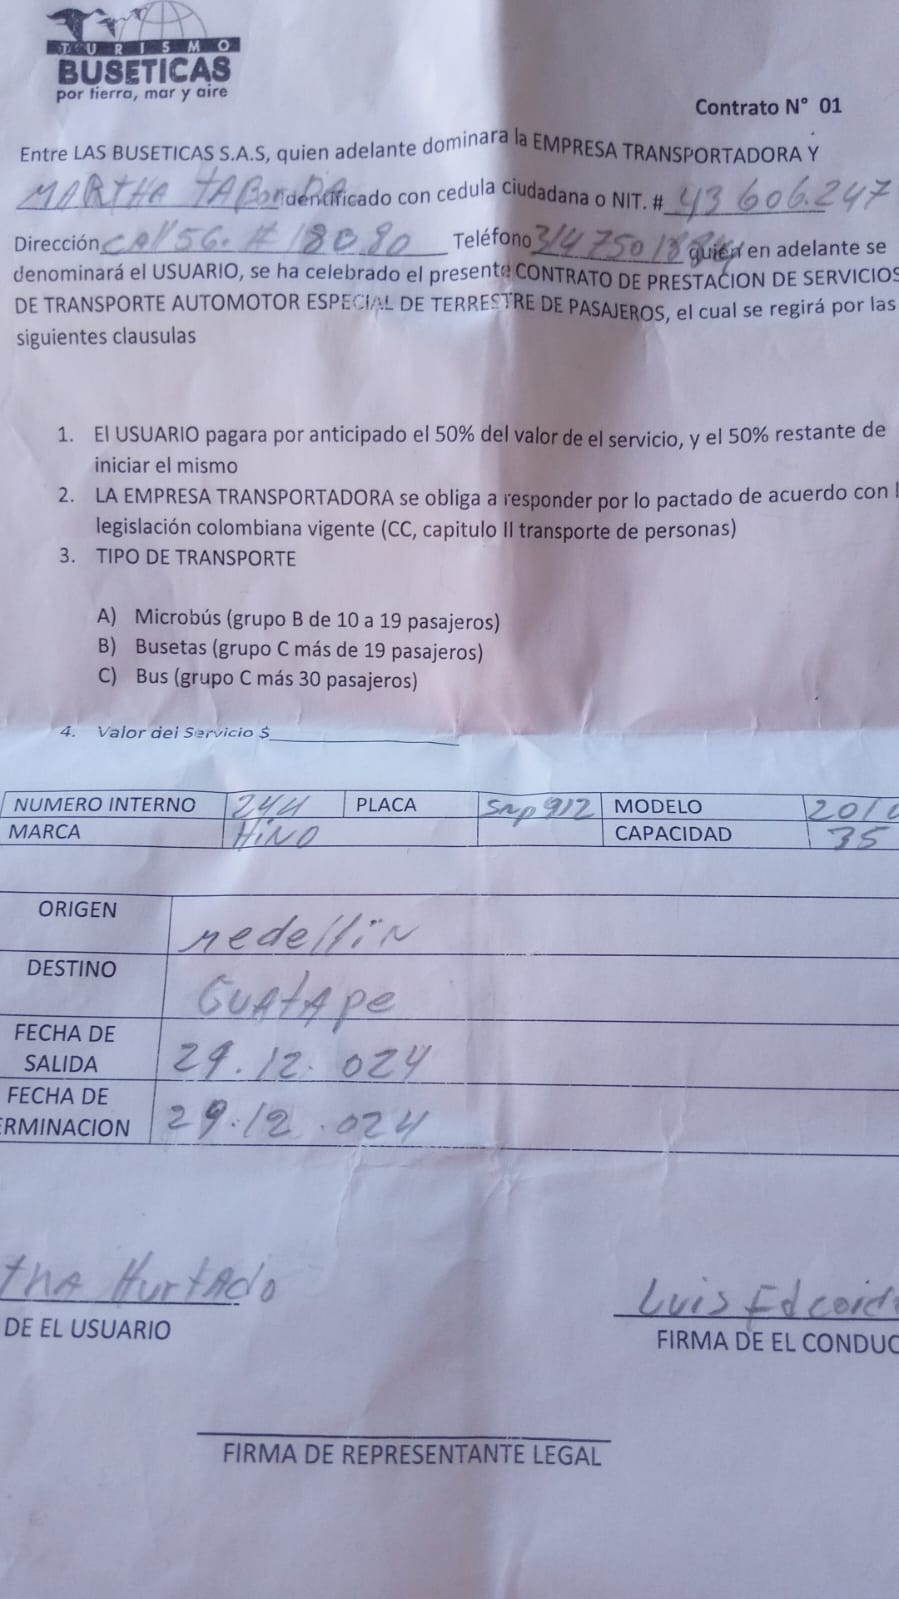 TURISMO
BUSETICAS
por tierra, mar y aire
Contrato N° 01
Entre LAS BUSETICAS S.A.S, quien adelante dominara la EMPRESA TRANSPORTADORA Y
MARTHA identificado con cedula ciudadana o NIT. # 43 606.247
Dirección Teléfono quien en adelante se
denominará el USUARIO, se ha celebrado el presente CONTRATO DE PRESTACION DE SERVICIOS
DE TRANSPORTE AUTOMOTOR ESPECIAL DE TERRESTRE DE PASAJEROS, el cual se regirá por las
siguientes clausulas
1. El USUARIO pagara por anticipado el 50% del valor de el servicio, y el 50% restante de
iniciar el mismo
2. LA EMPRESA TRANSPORTADORA se obliga a responder por lo pactado de acuerdo con l
legislación colombiana vigente (CC, capitulo II transporte de personas)
3. TIPO DE TRANSPORTE
A) Microbús (grupo B de 10 a 19 pasajeros)
B) Busetas (grupo C más de 19 pasajeros)
C) Bus (grupo C más 30 pasajeros)
4. Valor del Servicio $
NUMERO INTERNO 244 PLACA SNP912 MODELO 2010
MARCA HiNO CAPACIDAD 35
ORIGEN Medellin
DESTINO GUATAPe
FECHA DE
SALIDA 29.12.024
FECHA DE
ERMINACION 29.12.024
tHA HurtAdo
DE EL USUARIO
Luis
FIRMA DE EL CONDUC
FIRMA DE REPRESENTANTE LEGAL